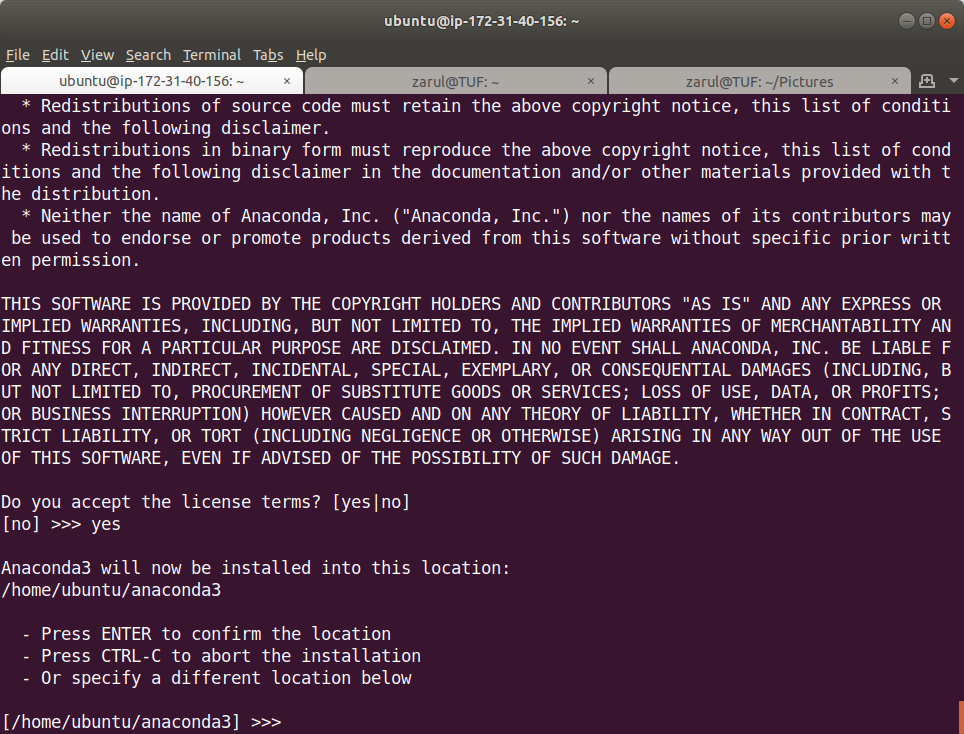 ubuntu@ip-172-31-40-156: ~
File Edit View Search Terminal Tabs Help
ubuntu@ip-172-31-40-156: ~ × zarul@TUF: ~ × zarul@TUF: ~/Pictures ×
  * Redistributions of source code must retain the above copyright notice, this list of conditi
ons and the following disclaimer.
  * Redistributions in binary form must reproduce the above copyright notice, this list of cond
itions and the following disclaimer in the documentation and/or other materials provided with t
he distribution.
  * Neither the name of Anaconda, Inc. ("Anaconda, Inc.") nor the names of its contributors may
 be used to endorse or promote products derived from this software without specific prior writt
en permission.

THIS SOFTWARE IS PROVIDED BY THE COPYRIGHT HOLDERS AND CONTRIBUTORS "AS IS" AND ANY EXPRESS OR
IMPLIED WARRANTIES, INCLUDING, BUT NOT LIMITED TO, THE IMPLIED WARRANTIES OF MERCHANTABILITY AN
D FITNESS FOR A PARTICULAR PURPOSE ARE DISCLAIMED. IN NO EVENT SHALL ANACONDA, INC. BE LIABLE F
OR ANY DIRECT, INDIRECT, INCIDENTAL, SPECIAL, EXEMPLARY, OR CONSEQUENTIAL DAMAGES (INCLUDING, B
UT NOT LIMITED TO, PROCUREMENT OF SUBSTITUTE GOODS OR SERVICES; LOSS OF USE, DATA, OR PROFITS;
OR BUSINESS INTERRUPTION) HOWEVER CAUSED AND ON ANY THEORY OF LIABILITY, WHETHER IN CONTRACT, S
TRICT LIABILITY, OR TORT (INCLUDING NEGLIGENCE OR OTHERWISE) ARISING IN ANY WAY OUT OF THE USE
OF THIS SOFTWARE, EVEN IF ADVISED OF THE POSSIBILITY OF SUCH DAMAGE.

Do you accept the license terms? [yes|no]
[no] >>> yes

Anaconda3 will now be installed into this location:
/home/ubuntu/anaconda3

  - Press ENTER to confirm the location
  - Press CTRL-C to abort the installation
  - Or specify a different location below

[/home/ubuntu/anaconda3] >>>